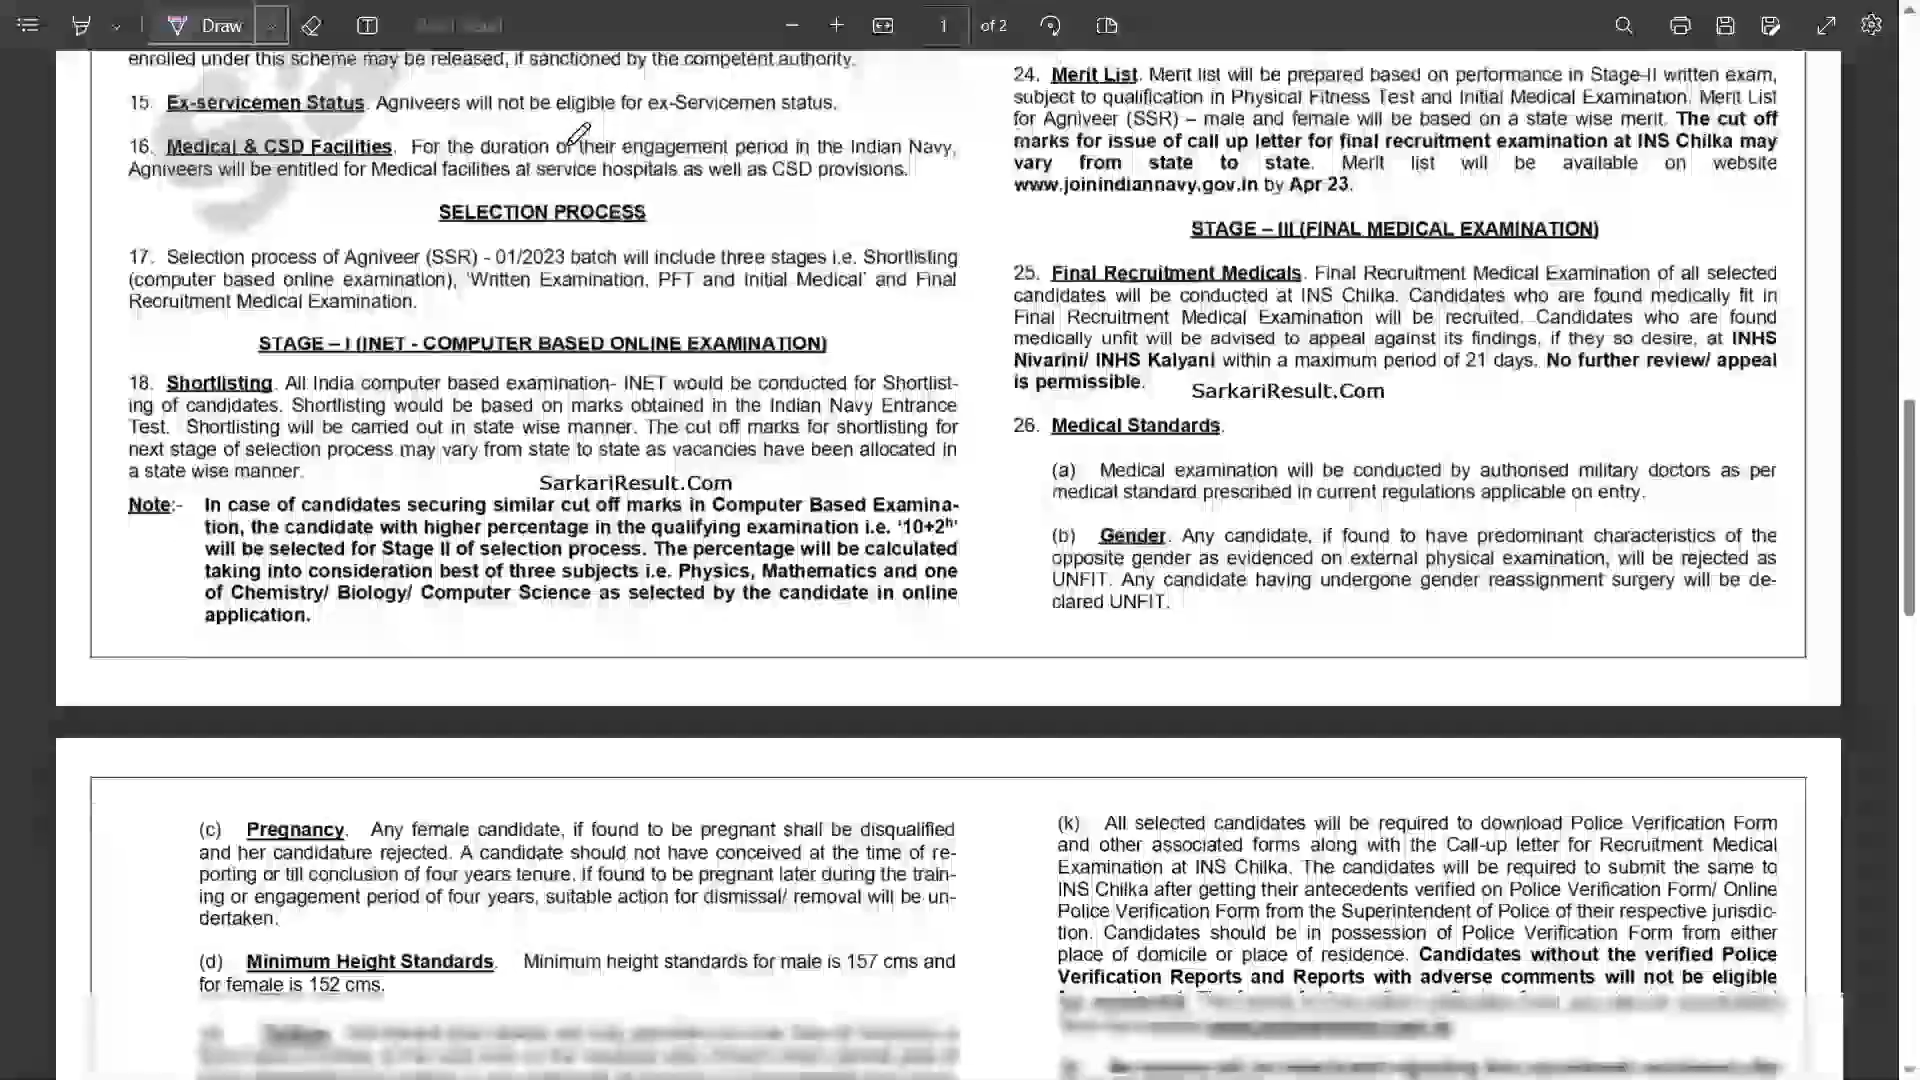 Draw
1
of 2
enrolled under this scheme may be released, if sanctioned by the competent authority.
15. Ex-servicemen Status. Agniveers will not be eligible for ex-Servicemen status.
16. Medical & CSD Facilities. For the duration of their engagement period in the Indian Navy,
Agniveers will be entitled for Medical facilities at service hospitals as well as CSD provisions.
SELECTION PROCESS
17. Selection process of Agniveer (SSR) - 01/2023 batch will include three stages i.e. Shortlisting
(computer based online examination), 'Written Examination, PFT and Initial Medical' and Final
Recruitment Medical Examination.
STAGE – I (INET - COMPUTER BASED ONLINE EXAMINATION)
18. Shortlisting. All India computer based examination- INET would be conducted for Shortlist-
ing of candidates. Shortlisting would be based on marks obtained in the Indian Navy Entrance
Test. Shortlisting will be carried out in state wise manner. The cut off marks for shortlisting for
next stage of selection process may vary from state to state as vacancies have been allocated in
a state wise manner.
SarkariResult.Com
Note:- In case of candidates securing similar cut off marks in Computer Based Examina-
tion, the candidate with higher percentage in the qualifying examination i.e. '10+2h'
will be selected for Stage II of selection process. The percentage will be calculated
taking into consideration best of three subjects i.e. Physics, Mathematics and one
of Chemistry/ Biology/ Computer Science as selected by the candidate in online
application.
24. Merit List. Merit list will be prepared based on performance in Stage-II written exam,
subject to qualification in Physical Fitness Test and Initial Medical Examination. Merit List
for Agniveer (SSR) – male and female will be based on a state wise merit. The cut off
marks for issue of call up letter for final recruitment examination at INS Chilka may
vary from state to state. Merit list will be available on website
www.joinindiannavy.gov.in by Apr 23.
STAGE – III (FINAL MEDICAL EXAMINATION)
25. Final Recruitment Medicals. Final Recruitment Medical Examination of all selected
candidates will be conducted at INS Chilka. Candidates who are found medically fit in
Final Recruitment Medical Examination will be recruited. Candidates who are found
medically unfit will be advised to appeal against its findings, if they so desire, at INHS
Nivarini/ INHS Kalyani within a maximum period of 21 days. No further review/ appeal
is permissible.
SarkariResult.Com
26. Medical Standards.
(a) Medical examination will be conducted by authorised military doctors as per
medical standard prescribed in current regulations applicable on entry.
(b) Gender. Any candidate, if found to have predominant characteristics of the
opposite gender as evidenced on external physical examination, will be rejected as
UNFIT. Any candidate having undergone gender reassignment surgery will be de-
clared UNFIT.
(c) Pregnancy. Any female candidate, if found to be pregnant shall be disqualified
and her candidature rejected. A candidate should not have conceived at the time of re-
porting or till conclusion of four years tenure. If found to be pregnant later during the train-
ing or engagement period of four years, suitable action for dismissal/ removal will be un-
dertaken.
(d) Minimum Height Standards. Minimum height standards for male is 157 cms and
for female is 152 cms.
(k) All selected candidates will be required to download Police Verification Form
and other associated forms along with the Call-up letter for Recruitment Medical
Examination at INS Chilka. The candidates will be required to submit the same to
INS Chilka after getting their antecedents verified on Police Verification Form/ Online
Police Verification Form from the Superintendent of Police of their respective jurisdic-
tion. Candidates should be in possession of Police Verification Form from either
place of domicile or place of residence. Candidates without the verified Police
Verification Reports and Reports with adverse comments will not be eligible